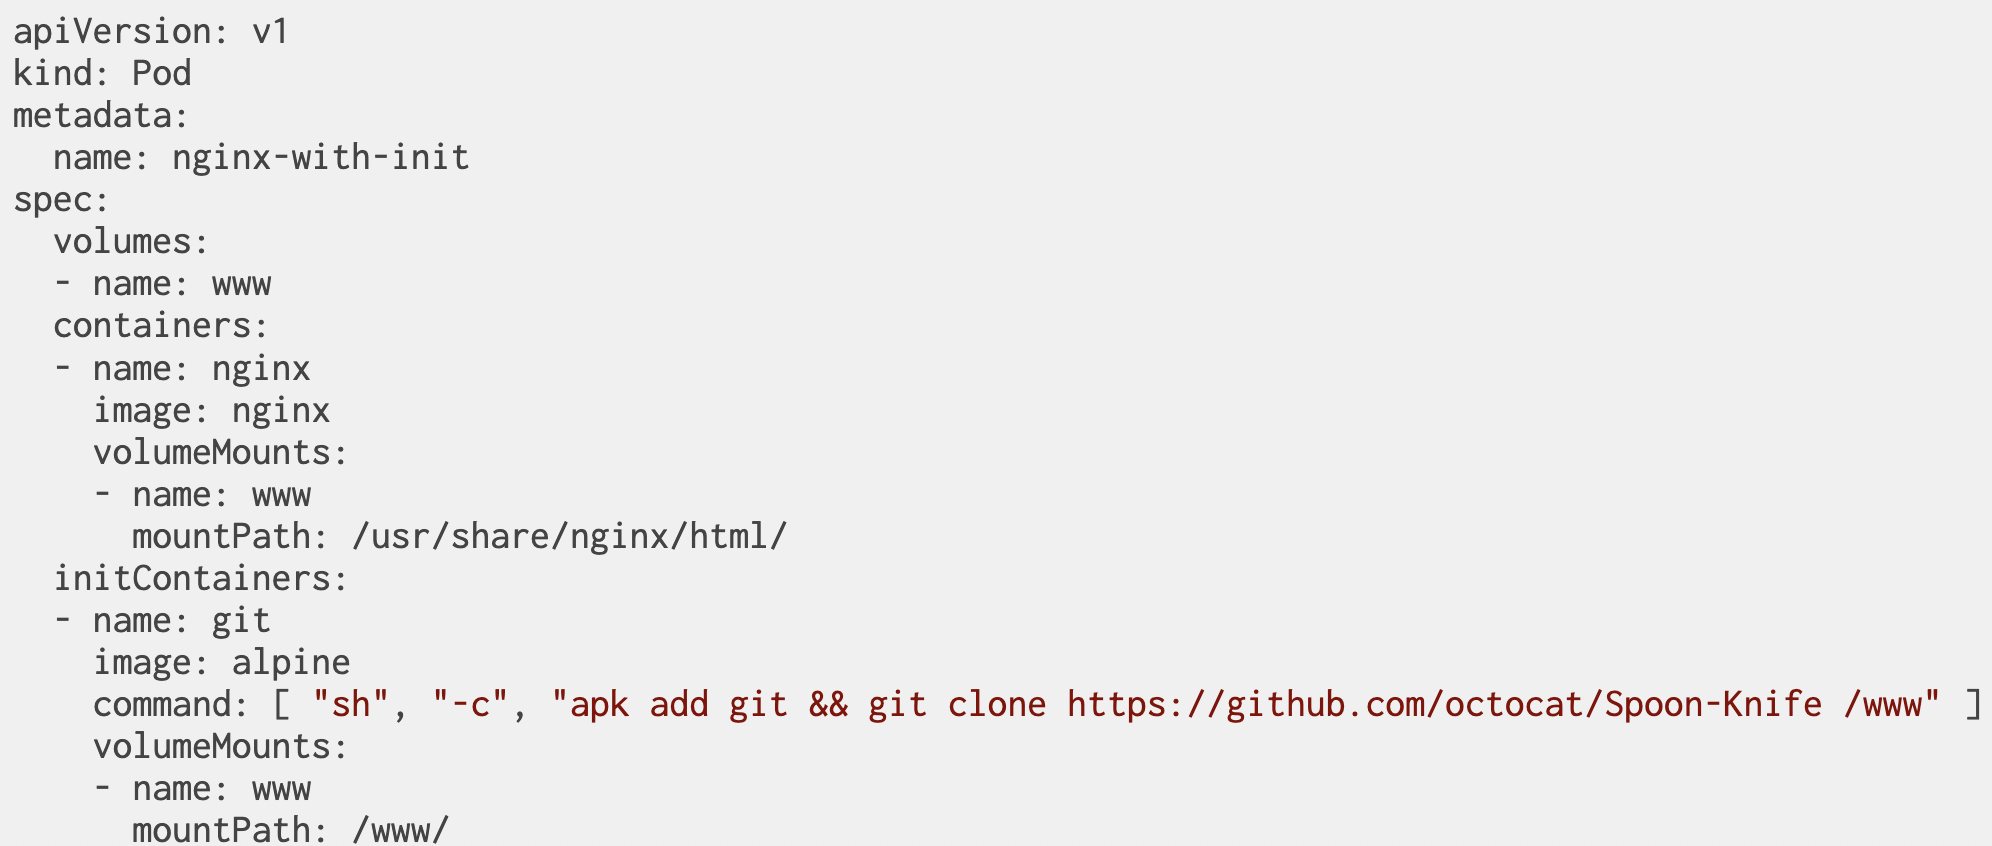 apiVersion: v1
kind: Pod
metadata:
  name: nginx-with-init
spec:
  volumes:
  - name: www
  containers:
  - name: nginx
    image: nginx
    volumeMounts:
    - name: www
      mountPath: /usr/share/nginx/html/
  initContainers:
  - name: git
    image: alpine
    command: [ "sh", "-c", "apk add git && git clone https://github.com/octocat/Spoon-Knife /www" ]
    volumeMounts:
    - name: www
      mountPath: /www/